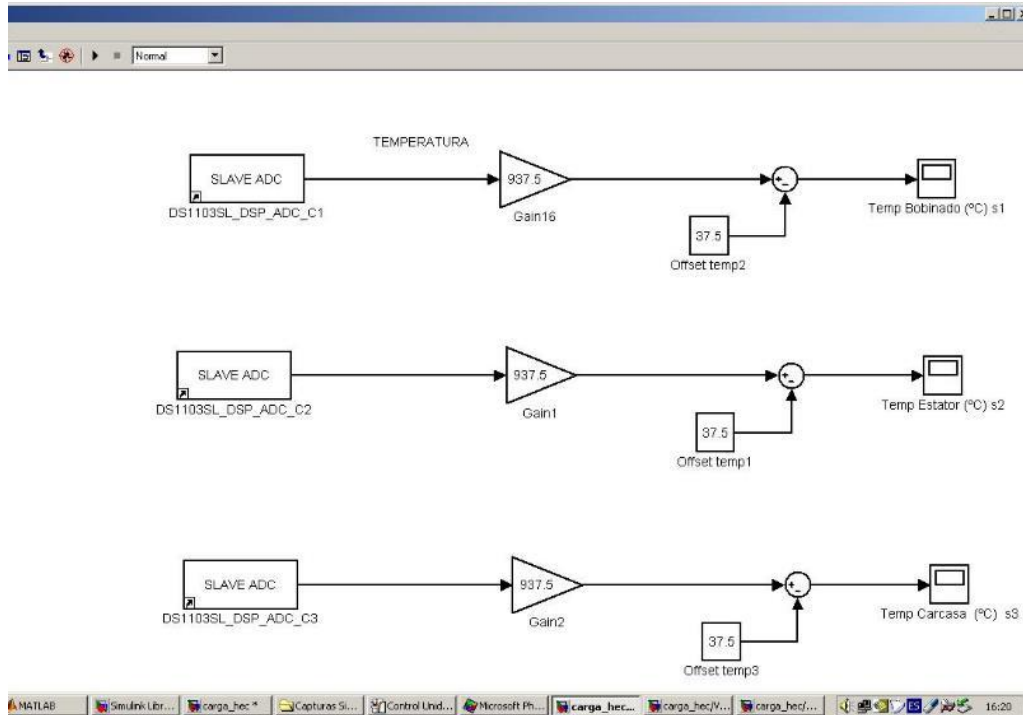 Normal
TEMPERATURA
SLAVE ADC
937.5
DS1103SL_DSP_ADC_C1
Gain16
Temp Bobinado (ºC) s1
37.5
Offset temp2
SLAVE ADC
937.5
DS1103SL_DSP_ADC_C2
Gain1
Temp Estator (ºC) s2
37.5
Offset temp1
SLAVE ADC
937.5
DS1103SL_DSP_ADC_C3
Gain2
Temp Carcasa (ºC) s3
37.5
Offset temp3
MATLAB
Simulink Libr...
carga_hec *
Capturas Si...
Control Unid...
Microsoft Ph...
carga_hec...
carga_hec/V...
carga_hec/...
ES
16:20